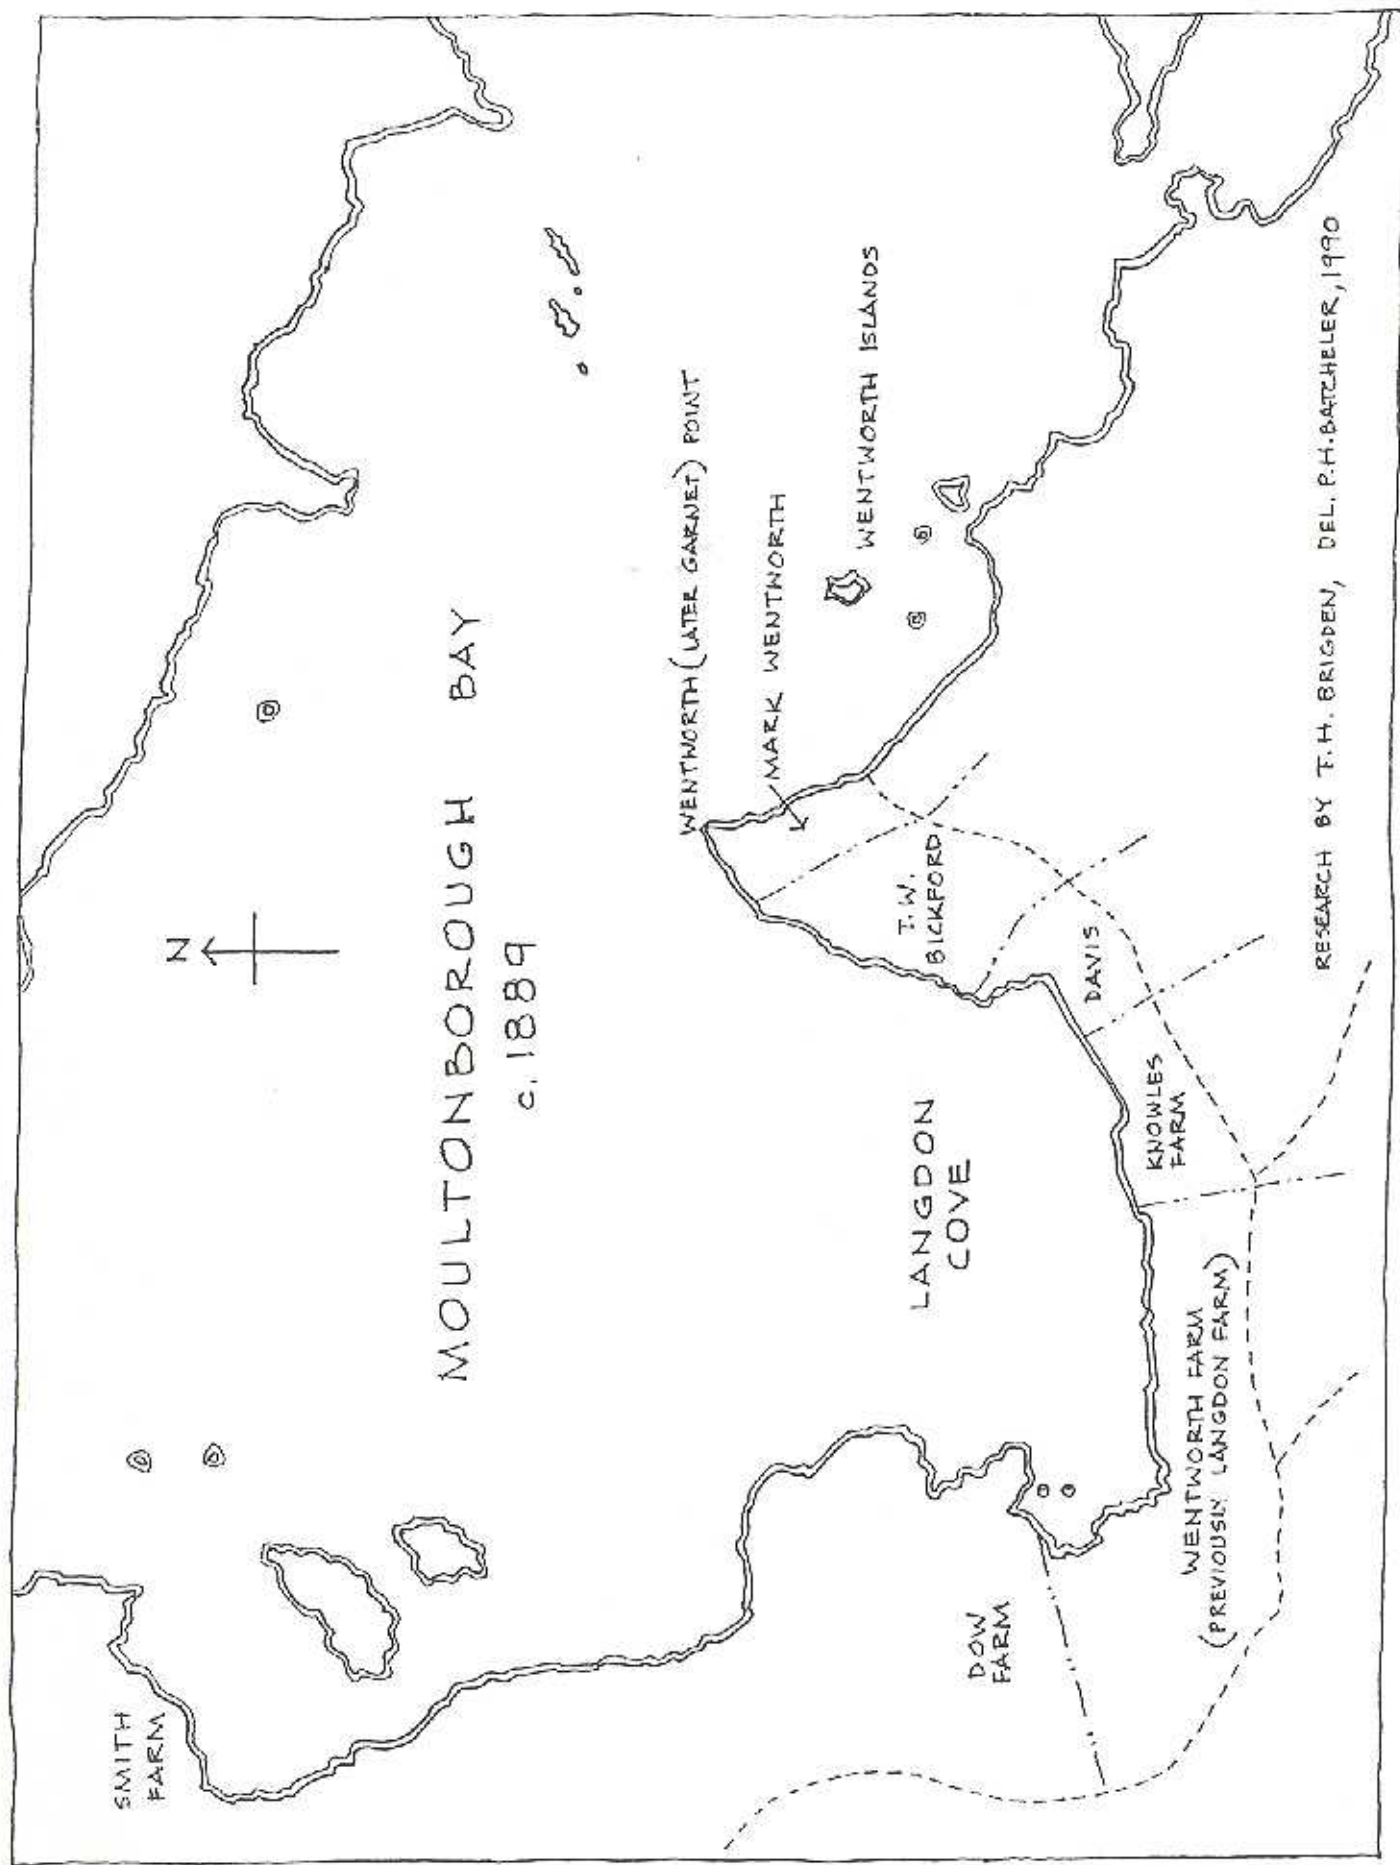 SMITH
FARM
N
MOULTONBOROUGH BAY
c. 1889
WENTWORTH (LATER GARNET) POINT
MARK WENTWORTH
WENTWORTH ISLANDS
LANGDON
COVE
T. W.
BICKFORD
DOW
FARM
DAVIS
KNOWLES
FARM
WENTWORTH FARM
(PREVIOUSLY LANGDON FARM)
RESEARCH BY T. H. BRIGDEN, DEL. P. H. BATCHELER, 1990